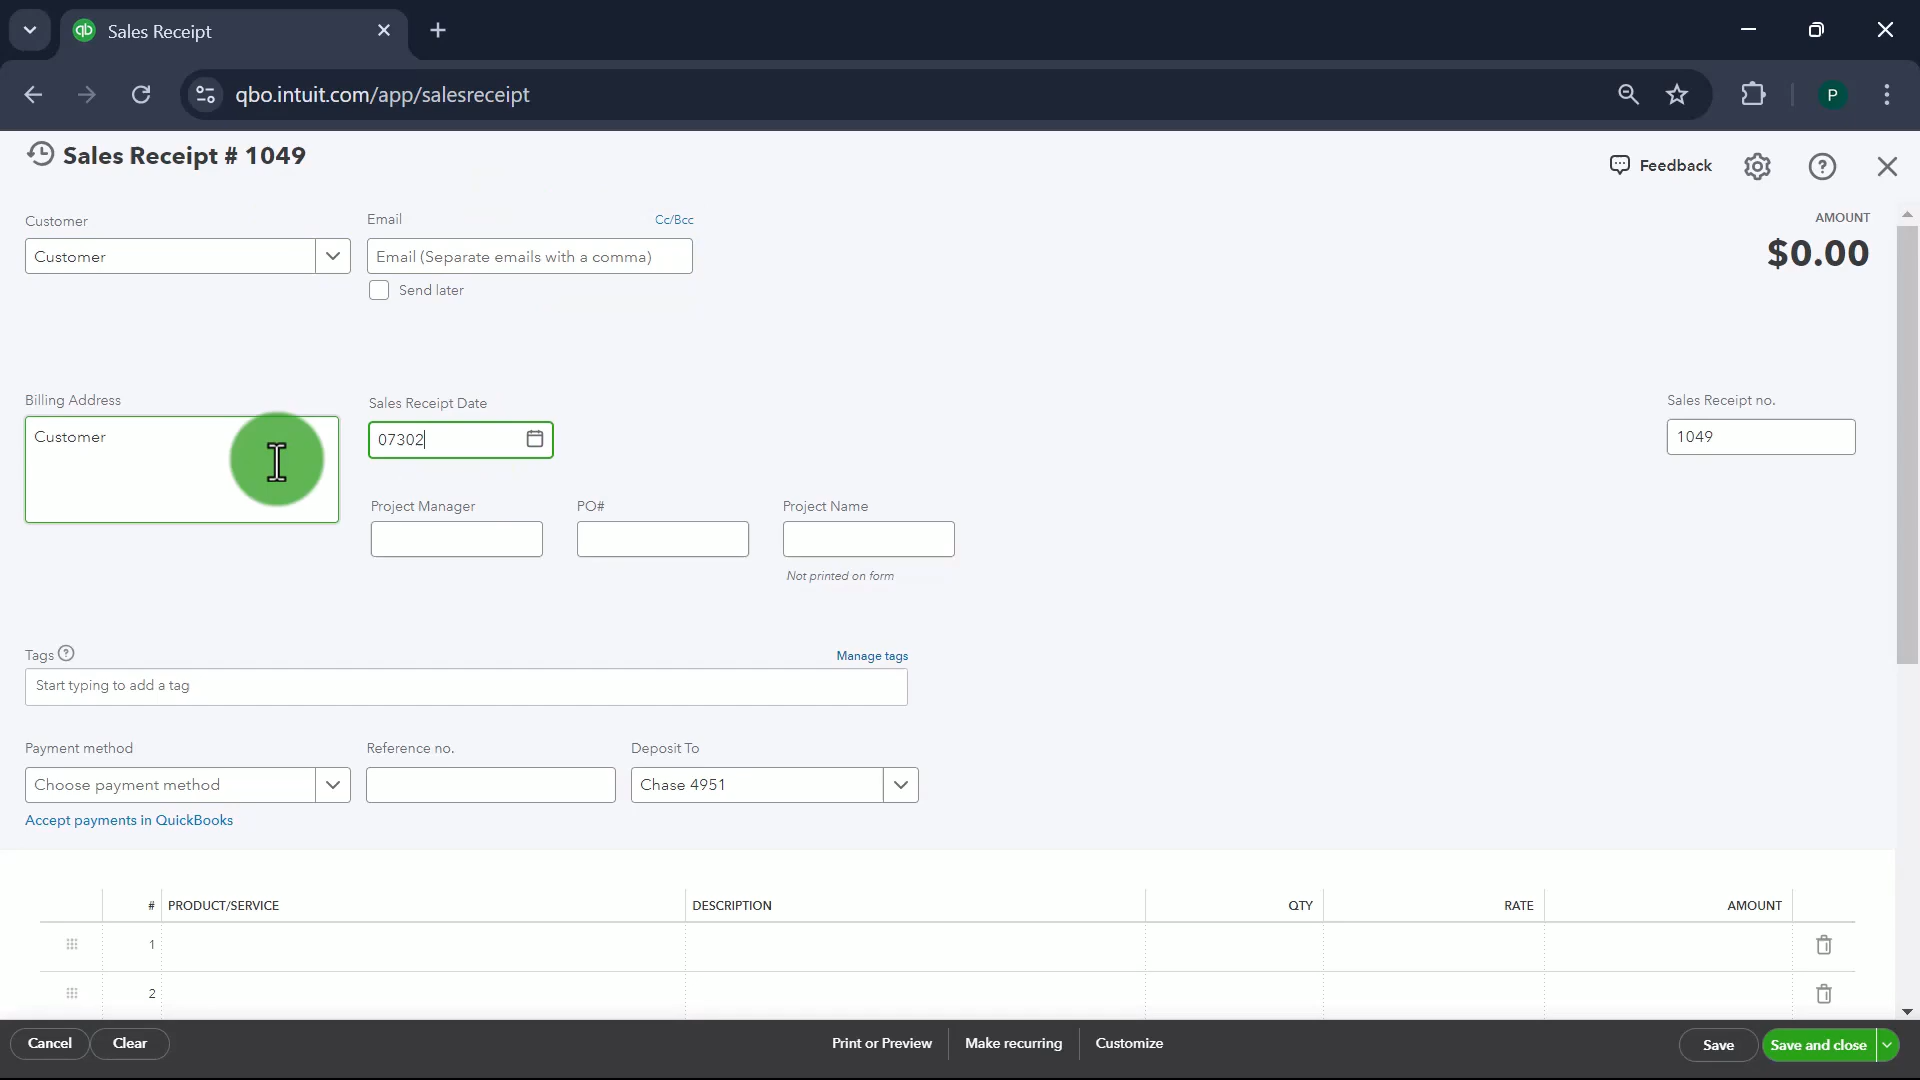 qb Sales Receipt
qbo.intuit.com/app/salesreceipt
P
Sales Receipt # 1049
Feedback
Customer
Email
Cc/Bcc
AMOUNT
Customer
Email (Separate emails with a comma)
$0.00
Send later
Billing Address
Sales Receipt Date
Sales Receipt no.
Customer
07302
1049
Project Manager
PO#
Project Name
Not printed on form
Tags
Manage tags
Start typing to add a tag
Payment method
Reference no.
Deposit To
Choose payment method
Chase 4951
Accept payments in QuickBooks
# PRODUCT/SERVICE DESCRIPTION QTY RATE AMOUNT
1
2
Cancel
Clear
Print or Preview
Make recurring
Customize
Save
Save and close